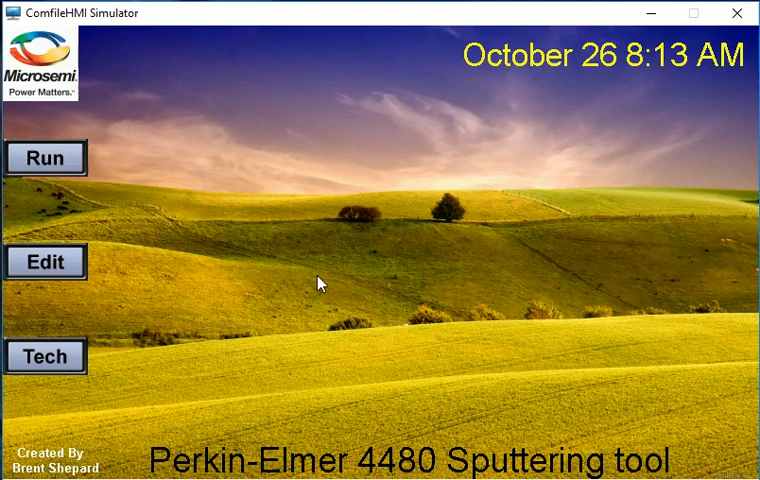 ComfileHMI Simulator
Microsemi.
Power Matters.™
October 26 8:13 AM
Run
Edit
Tech
Created By
Brent Shepard
Perkin-Elmer 4480 Sputtering tool